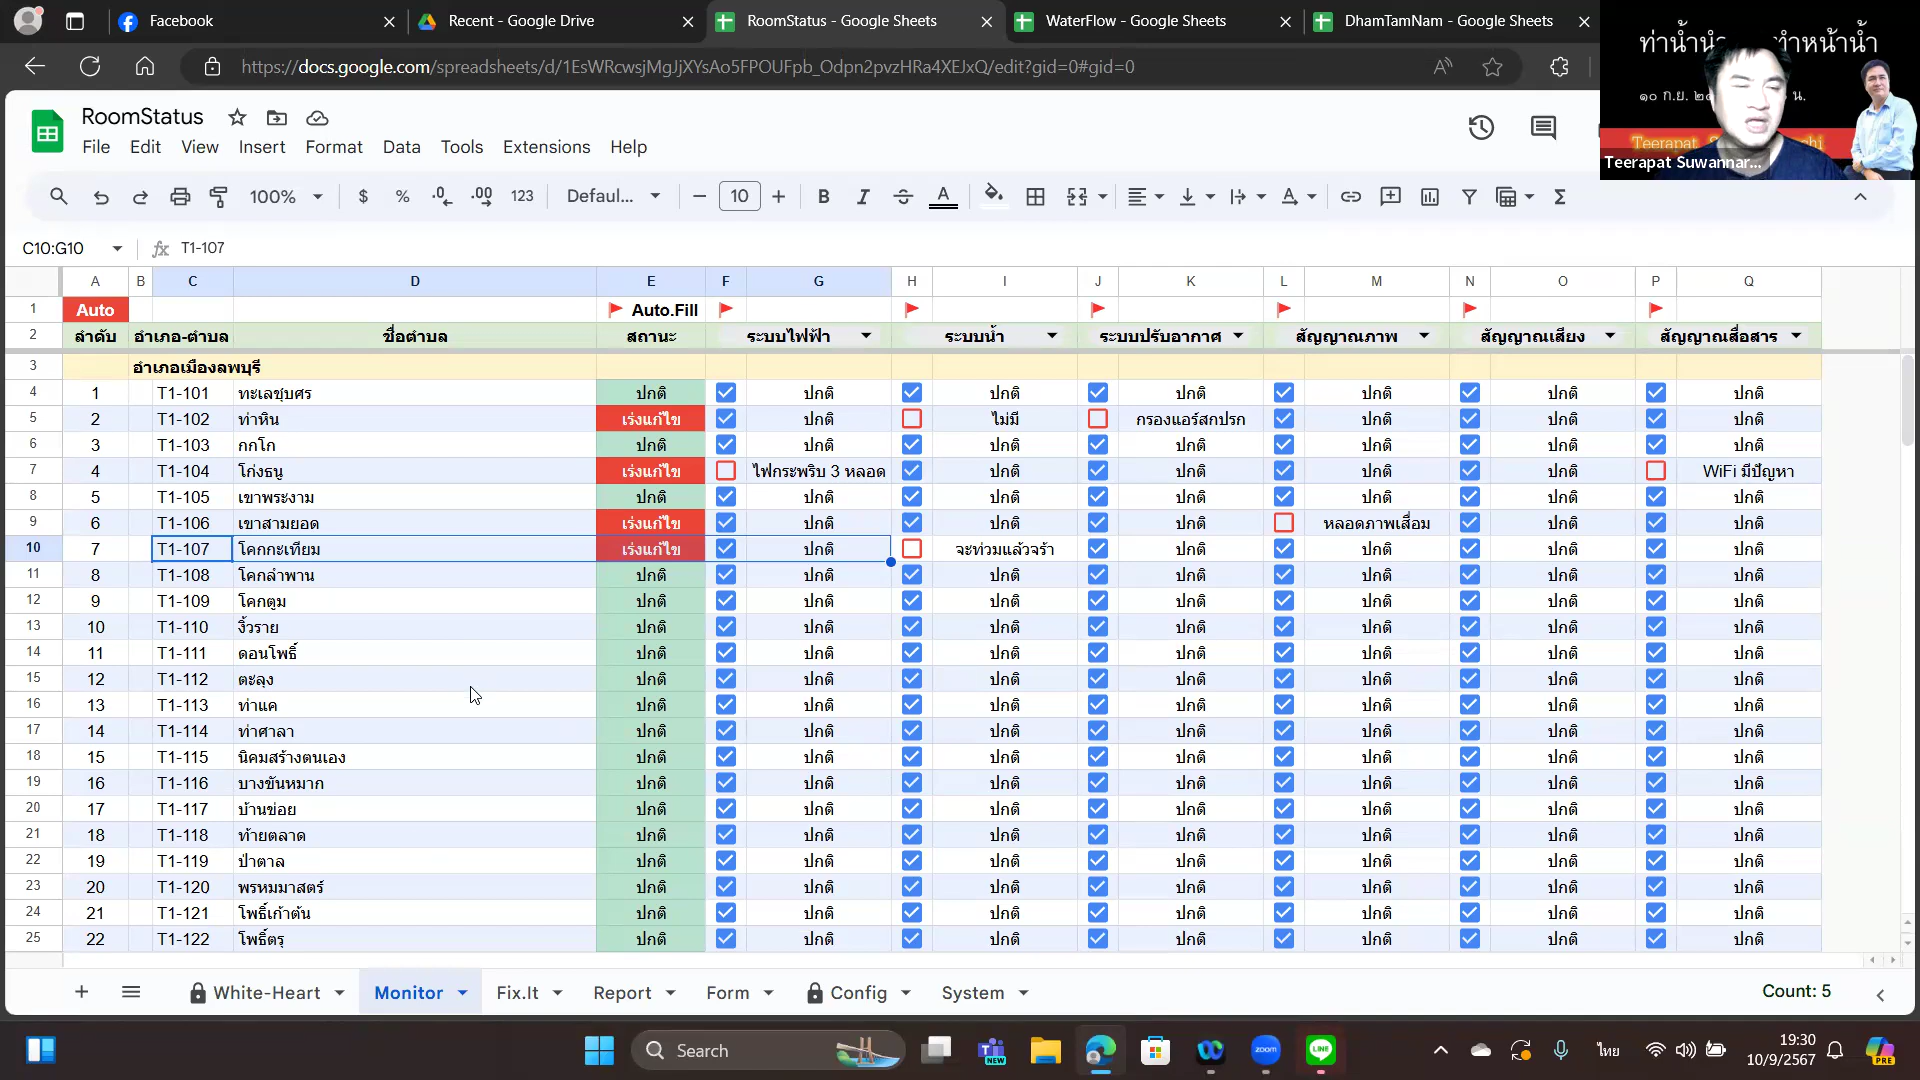 Facebook
Recent - Google Drive
RoomStatus - Google Sheets
WaterFlow - Google Sheets
DhamTamNam - Google Sheets
https://docs.google.com/spreadsheets/d/1EsWRcwsjMgJjXYsAo5FPOUFpb_Odpn2pvzHRa4XEJxQ/edit?gid=0#gid=0
Teerapat Suwannar...
RoomStatus
File Edit View Insert Format Data Tools Extensions Help
100% $ % .0 .00 123 Defaul... 10 B I A
C10:G10 fx T1-107
A B C D E F G H I J K L M N O P Q
1 Auto Auto.Fill
2 ลำดับ อำเภอ-ตำบล ชื่อตำบล สถานะ ระบบไฟฟ้า ระบบน้ำ ระบบปรับอากาศ สัญญาณภาพ สัญญาณเสียง สัญญาณสื่อสาร
3 อำเภอเมืองลพบุรี
4 1 T1-101 ทะเลชุบศร ปกติ ปกติ ปกติ ปกติ ปกติ ปกติ ปกติ
5 2 T1-102 ท่าหิน เร่งแก้ไข ปกติ ไม่มี กรองแอร์สกปรก ปกติ ปกติ ปกติ
6 3 T1-103 กกโก ปกติ ปกติ ปกติ ปกติ ปกติ ปกติ ปกติ
7 4 T1-104 โก่งธนู เร่งแก้ไข ไฟกระพริบ 3 หลอด ปกติ ปกติ ปกติ ปกติ WiFi มีปัญหา
8 5 T1-105 เขาพระงาม ปกติ ปกติ ปกติ ปกติ ปกติ ปกติ ปกติ
9 6 T1-106 เขาสามยอด เร่งแก้ไข ปกติ ปกติ ปกติ หลอดภาพเสื่อม ปกติ ปกติ
10 7 T1-107 โคกกะเทียม เร่งแก้ไข ปกติ จะท่วมแล้วจร้า ปกติ ปกติ ปกติ ปกติ
11 8 T1-108 โคกลำพาน ปกติ ปกติ ปกติ ปกติ ปกติ ปกติ ปกติ
12 9 T1-109 โคกตูม ปกติ ปกติ ปกติ ปกติ ปกติ ปกติ ปกติ
13 10 T1-110 งิ้วราย ปกติ ปกติ ปกติ ปกติ ปกติ ปกติ ปกติ
14 11 T1-111 ดอนโพธิ์ ปกติ ปกติ ปกติ ปกติ ปกติ ปกติ ปกติ
15 12 T1-112 ตะลุง ปกติ ปกติ ปกติ ปกติ ปกติ ปกติ ปกติ
16 13 T1-113 ท่าแค ปกติ ปกติ ปกติ ปกติ ปกติ ปกติ ปกติ
17 14 T1-114 ท่าศาลา ปกติ ปกติ ปกติ ปกติ ปกติ ปกติ ปกติ
18 15 T1-115 นิคมสร้างตนเอง ปกติ ปกติ ปกติ ปกติ ปกติ ปกติ ปกติ
19 16 T1-116 บางขันหมาก ปกติ ปกติ ปกติ ปกติ ปกติ ปกติ ปกติ
20 17 T1-117 บ้านข่อย ปกติ ปกติ ปกติ ปกติ ปกติ ปกติ ปกติ
21 18 T1-118 ท้ายตลาด ปกติ ปกติ ปกติ ปกติ ปกติ ปกติ ปกติ
22 19 T1-119 ป่าตาล ปกติ ปกติ ปกติ ปกติ ปกติ ปกติ ปกติ
23 20 T1-120 พรหมมาสตร์ ปกติ ปกติ ปกติ ปกติ ปกติ ปกติ ปกติ
24 21 T1-121 โพธิ์เก้าต้น ปกติ ปกติ ปกติ ปกติ ปกติ ปกติ ปกติ
25 22 T1-122 โพธิ์ตรุ ปกติ ปกติ ปกติ ปกติ ปกติ ปกติ ปกติ
White-Heart Monitor Fix.It Report Form Config System Count: 5
Search
NEW
zoom
LINE
ไทย
19:30
10/9/2567
PRE